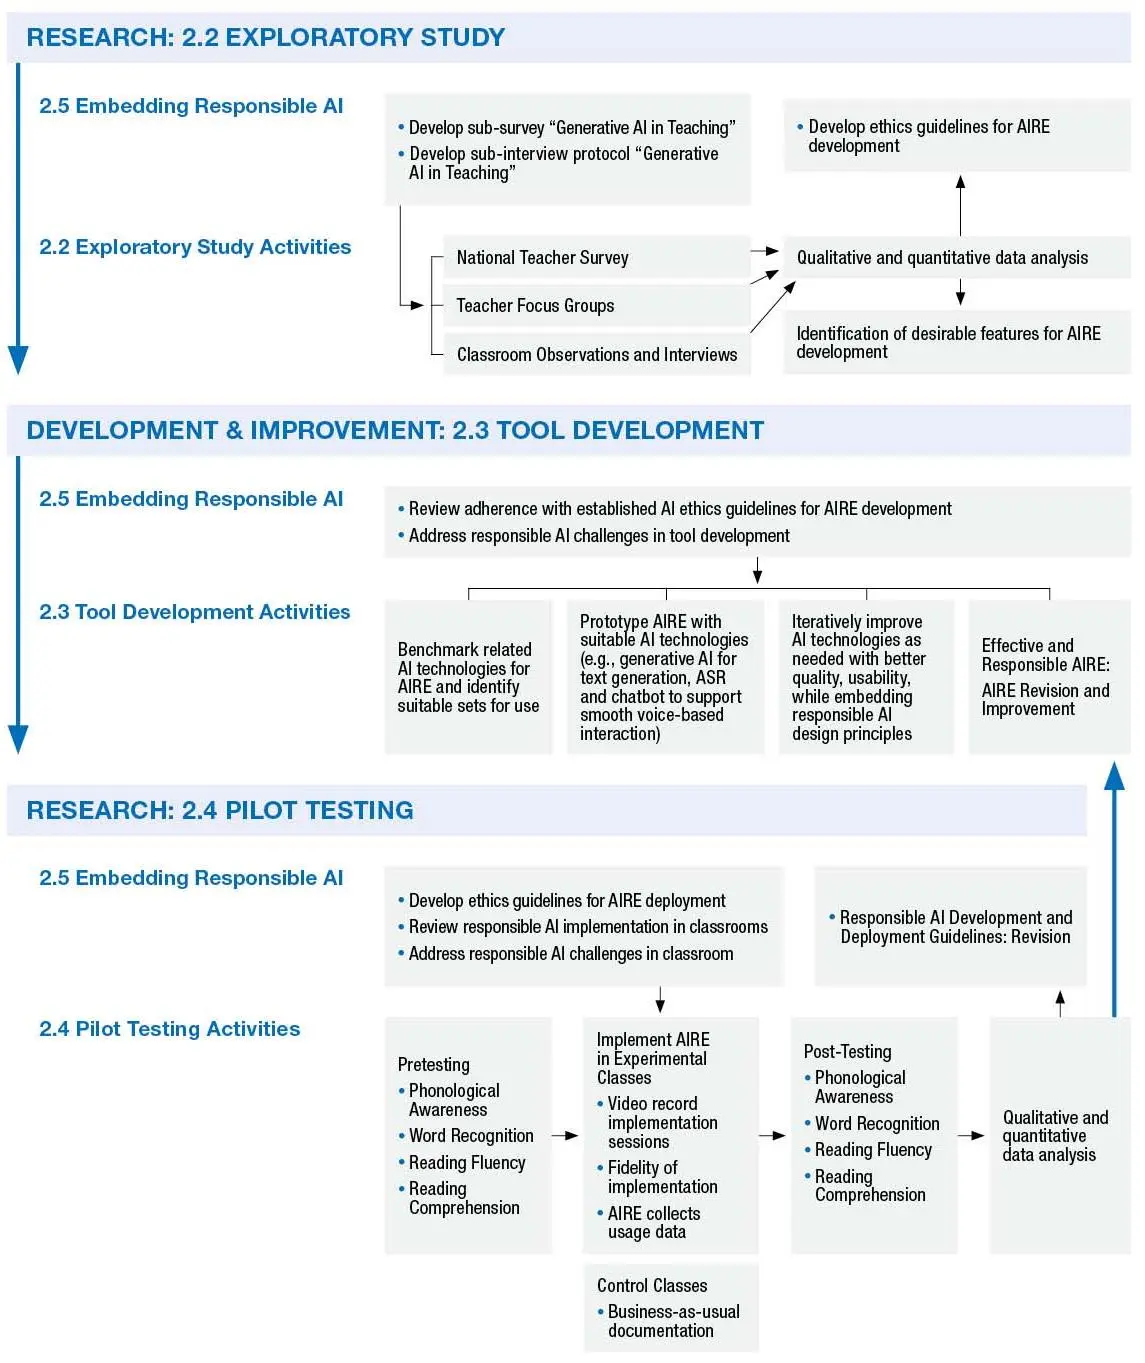 RESEARCH: 2.2 EXPLORATORY STUDY
2.5 Embedding Responsible AI
• Develop sub-survey “Generative AI in Teaching”
• Develop sub-interview protocol “Generative
AI in Teaching”
• Develop ethics guidelines for AIRE
development
2.2 Exploratory Study Activities
National Teacher Survey
Teacher Focus Groups
Classroom Observations and Interviews
Qualitative and quantitative data analysis
Identification of desirable features for AIRE
development
DEVELOPMENT & IMPROVEMENT: 2.3 TOOL DEVELOPMENT
2.5 Embedding Responsible AI
• Review adherence with established AI ethics guidelines for AIRE development
• Address responsible AI challenges in tool development
2.3 Tool Development Activities
Benchmark related
AI technologies for
AIRE and identify
suitable sets for use
Prototype AIRE with
suitable AI technologies
(e.g., generative AI for
text generation, ASR
and chatbot to support
smooth voice-based
interaction)
Iteratively improve
AI technologies as
needed with better
quality, usability,
while embedding
responsible AI
design principles
Effective and
Responsible AIRE:
AIRE Revision and
Improvement
RESEARCH: 2.4 PILOT TESTING
2.5 Embedding Responsible AI
• Develop ethics guidelines for AIRE deployment
• Review responsible AI implementation in classrooms
• Address responsible AI challenges in classroom
• Responsible AI Development and
Deployment Guidelines: Revision
2.4 Pilot Testing Activities
Pretesting
• Phonological
Awareness
• Word Recognition
• Reading Fluency
• Reading
Comprehension
Implement AIRE
in Experimental
Classes
• Video record
implementation
sessions
• Fidelity of
implementation
• AIRE collects
usage data
Post-Testing
• Phonological
Awareness
• Word Recognition
• Reading Fluency
• Reading
Comprehension
Qualitative and
quantitative
data analysis
Control Classes
• Business-as-usual
documentation